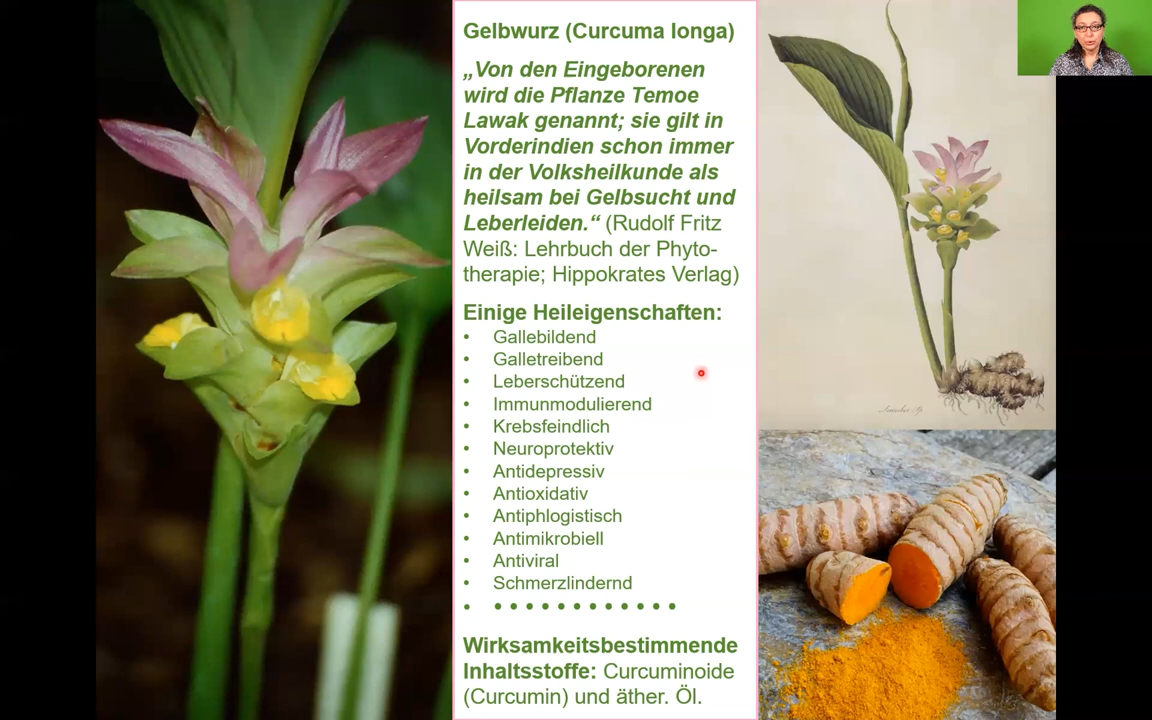 Gelbwurz (Curcuma longa)
„Von den Eingeborenen
wird die Pflanze Temoe
Lawak genannt; sie gilt in
Vorderindien schon immer
in der Volksheilkunde als
heilsam bei Gelbsucht und
Leberleiden.“ (Rudolf Fritz
Weiß: Lehrbuch der Phyto-
therapie; Hippokrates Verlag)
Einige Heileigenschaften:
• Gallebildend
• Galletreibend
• Leberschützend
• Immunmodulierend
• Krebsfeindlich
• Neuroprotektiv
• Antidepressiv
• Antioxidativ
• Antiphlogistisch
• Antimikrobiell
• Antiviral
• Schmerzlindernd
• • • • • • • • • • • • •
Wirksamkeitsbestimmende
Inhaltsstoffe: Curcuminoide
(Curcumin) und äther. Öl.